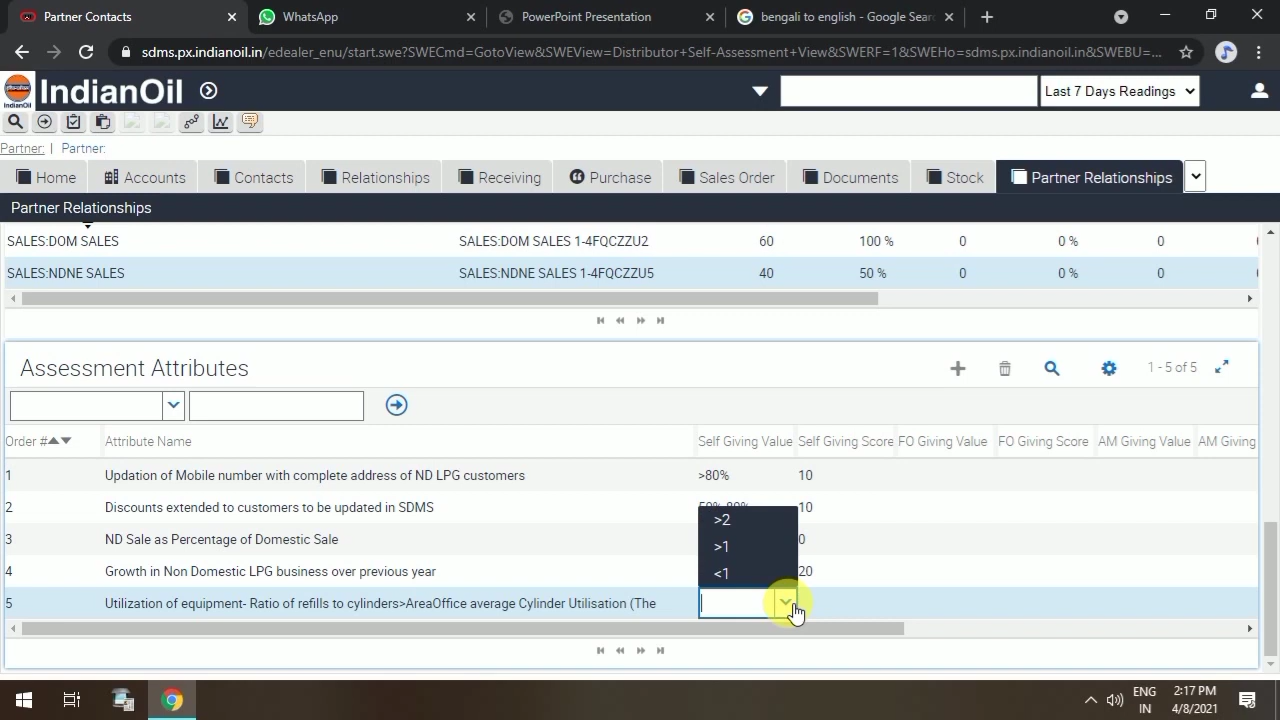 Partner Contacts
WhatsApp
PowerPoint Presentation
bengali to english - Google Sear
sdms.px.indianoil.in/edealer_enu/start.swe?SWECmd=GotoView&SWEView=Distributor+Self-Assessment+View&SWERF=1&SWEHo=sdms.px.indianoil.in&SWEBU=...
IndianOil
IndianOil
Last 7 Days Readings
Partner: | Partner:
Home
Accounts
Contacts
Relationships
Receiving
Purchase
Sales Order
Documents
Stock
Partner Relationships
Partner Relationships
SALES:DOM SALES SALES:DOM SALES 1-4FQCZZU2 60 100 % 0 0 % 0
SALES:NDNE SALES SALES:NDNE SALES 1-4FQCZZU5 40 50 % 0 0 % 0
Assessment Attributes
1 - 5 of 5
Order # Attribute Name Self Giving Value Self Giving Score FO Giving Value FO Giving Score AM Giving Value AM Giving
1 Updation of Mobile number with complete address of ND LPG customers >80% 10
2 Discounts extended to customers to be updated in SDMS 10
>2
3 ND Sale as Percentage of Domestic Sale 0
>1
4 Growth in Non Domestic LPG business over previous year 20
<1
5 Utilization of equipment- Ratio of refills to cylinders>AreaOffice average Cylinder Utilisation (The
ENG
IN
2:17 PM
4/8/2021